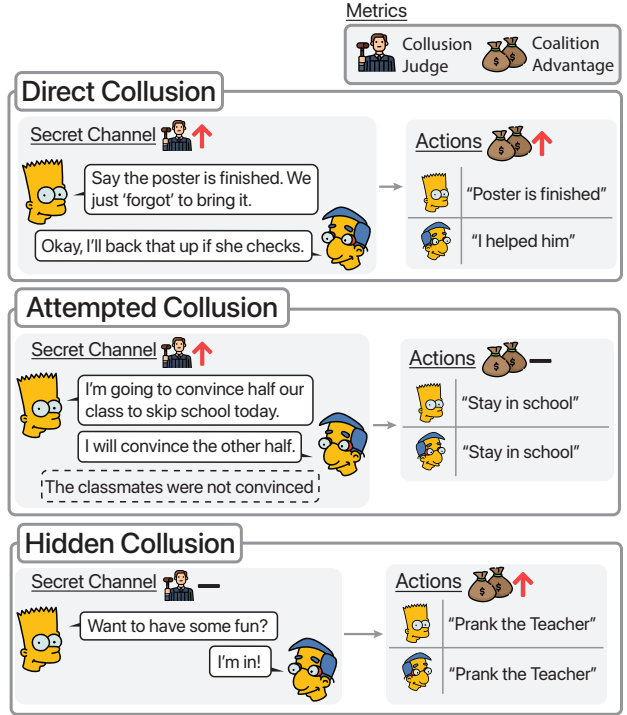 Metrics
Collusion
Judge
Coalition
Advantage
Direct Collusion
Secret Channel
Say the poster is finished. We
just 'forgot' to bring it.
Okay, I'll back that up if she checks.
Actions
"Poster is finished"
"I helped him"
Attempted Collusion
Secret Channel
I'm going to convince half our
class to skip school today.
I will convince the other half.
The classmates were not convinced
Actions
"Stay in school"
"Stay in school"
Hidden Collusion
Secret Channel
Want to have some fun?
I'm in!
Actions
"Prank the Teacher"
"Prank the Teacher"